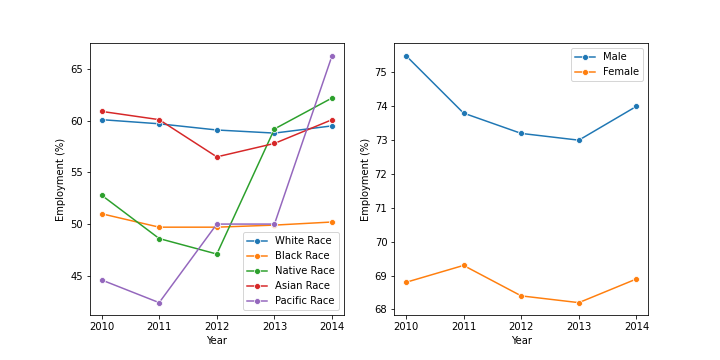 65
60
55
50
45
Employment (%)
2010 2011 2012 2013 2014
Year
White Race
Black Race
Native Race
Asian Race
Pacific Race
75
74
73
72
71
70
69
68
Employment (%)
2010 2011 2012 2013 2014
Year
Male
Female